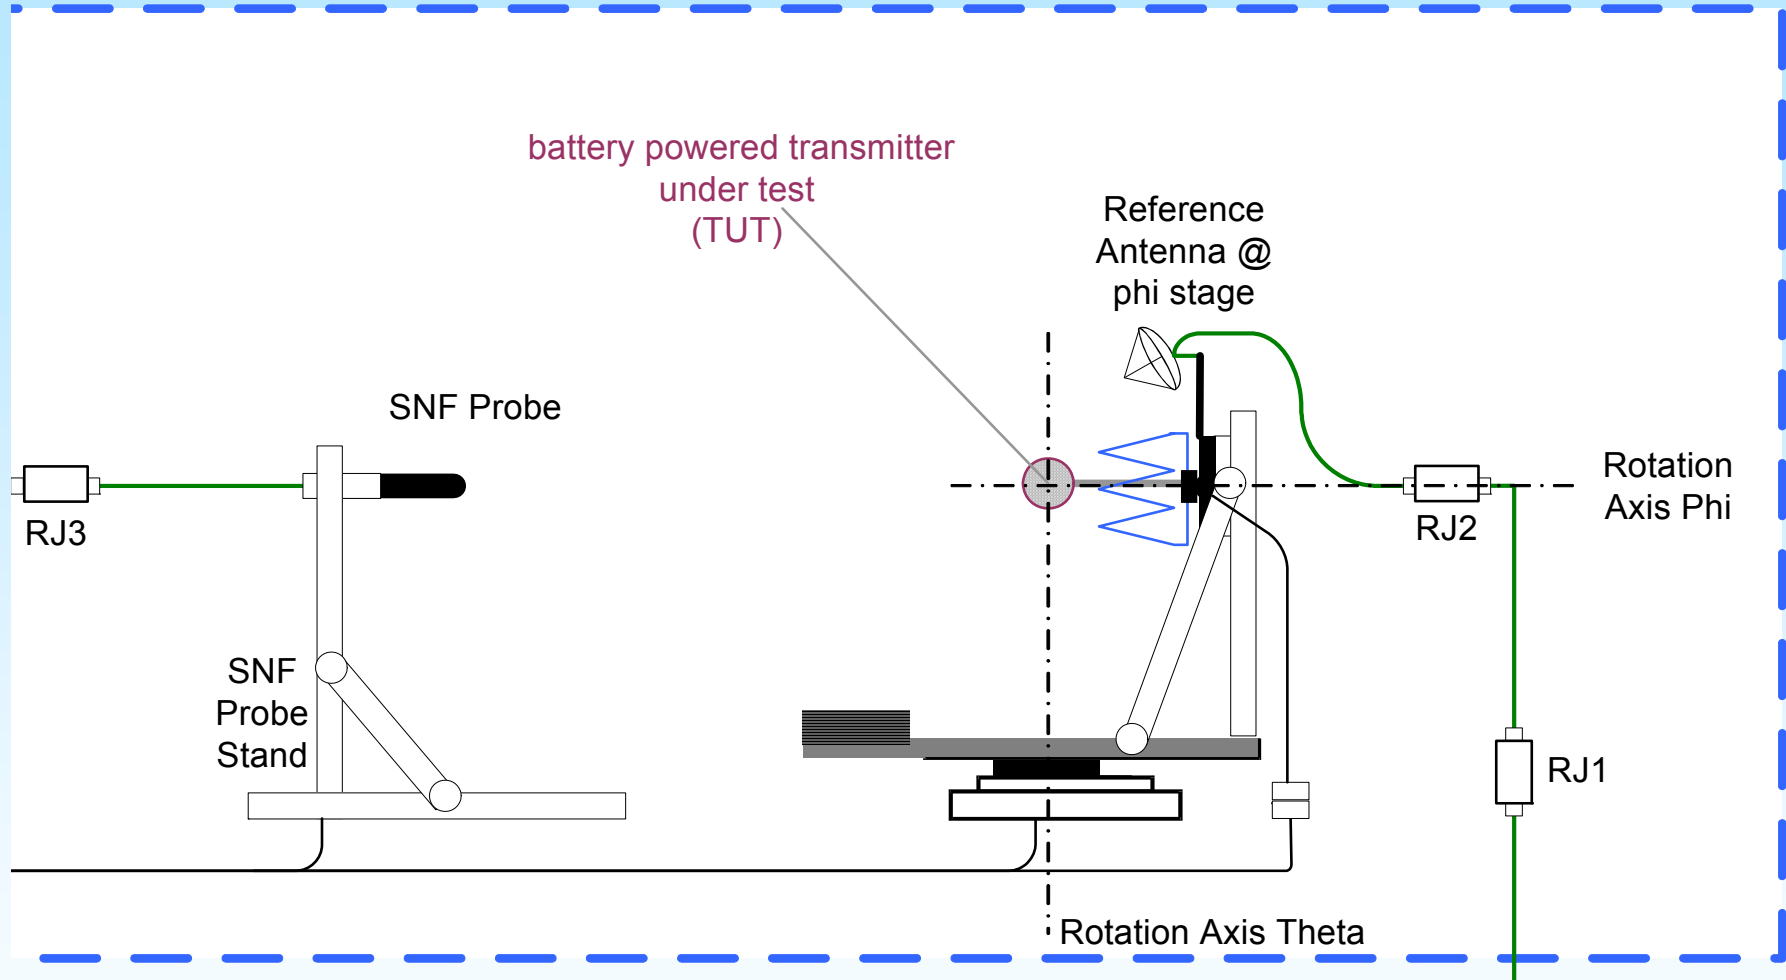 battery powered transmitter
under test
(TUT)
Reference
Antenna @
phi stage
SNF Probe
Rotation
Axis Phi
RJ3
RJ2
SNF
Probe
Stand
RJ1
Rotation Axis Theta